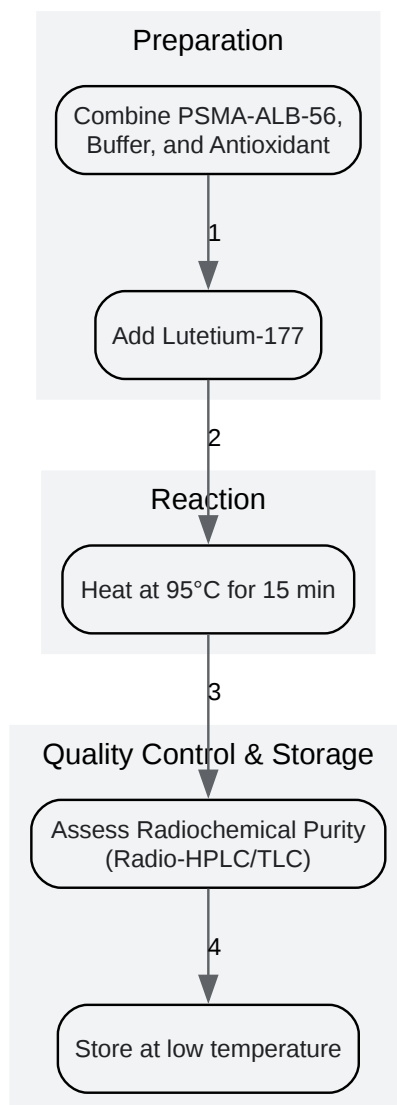 Preparation
Combine PSMA-ALB-56,
Buffer, and Antioxidant
1
Add Lutetium-177
2
Reaction
Heat at 95°C for 15 min
3
Quality Control & Storage
Assess Radiochemical Purity
(Radio-HPLC/TLC)
4
Store at low temperature